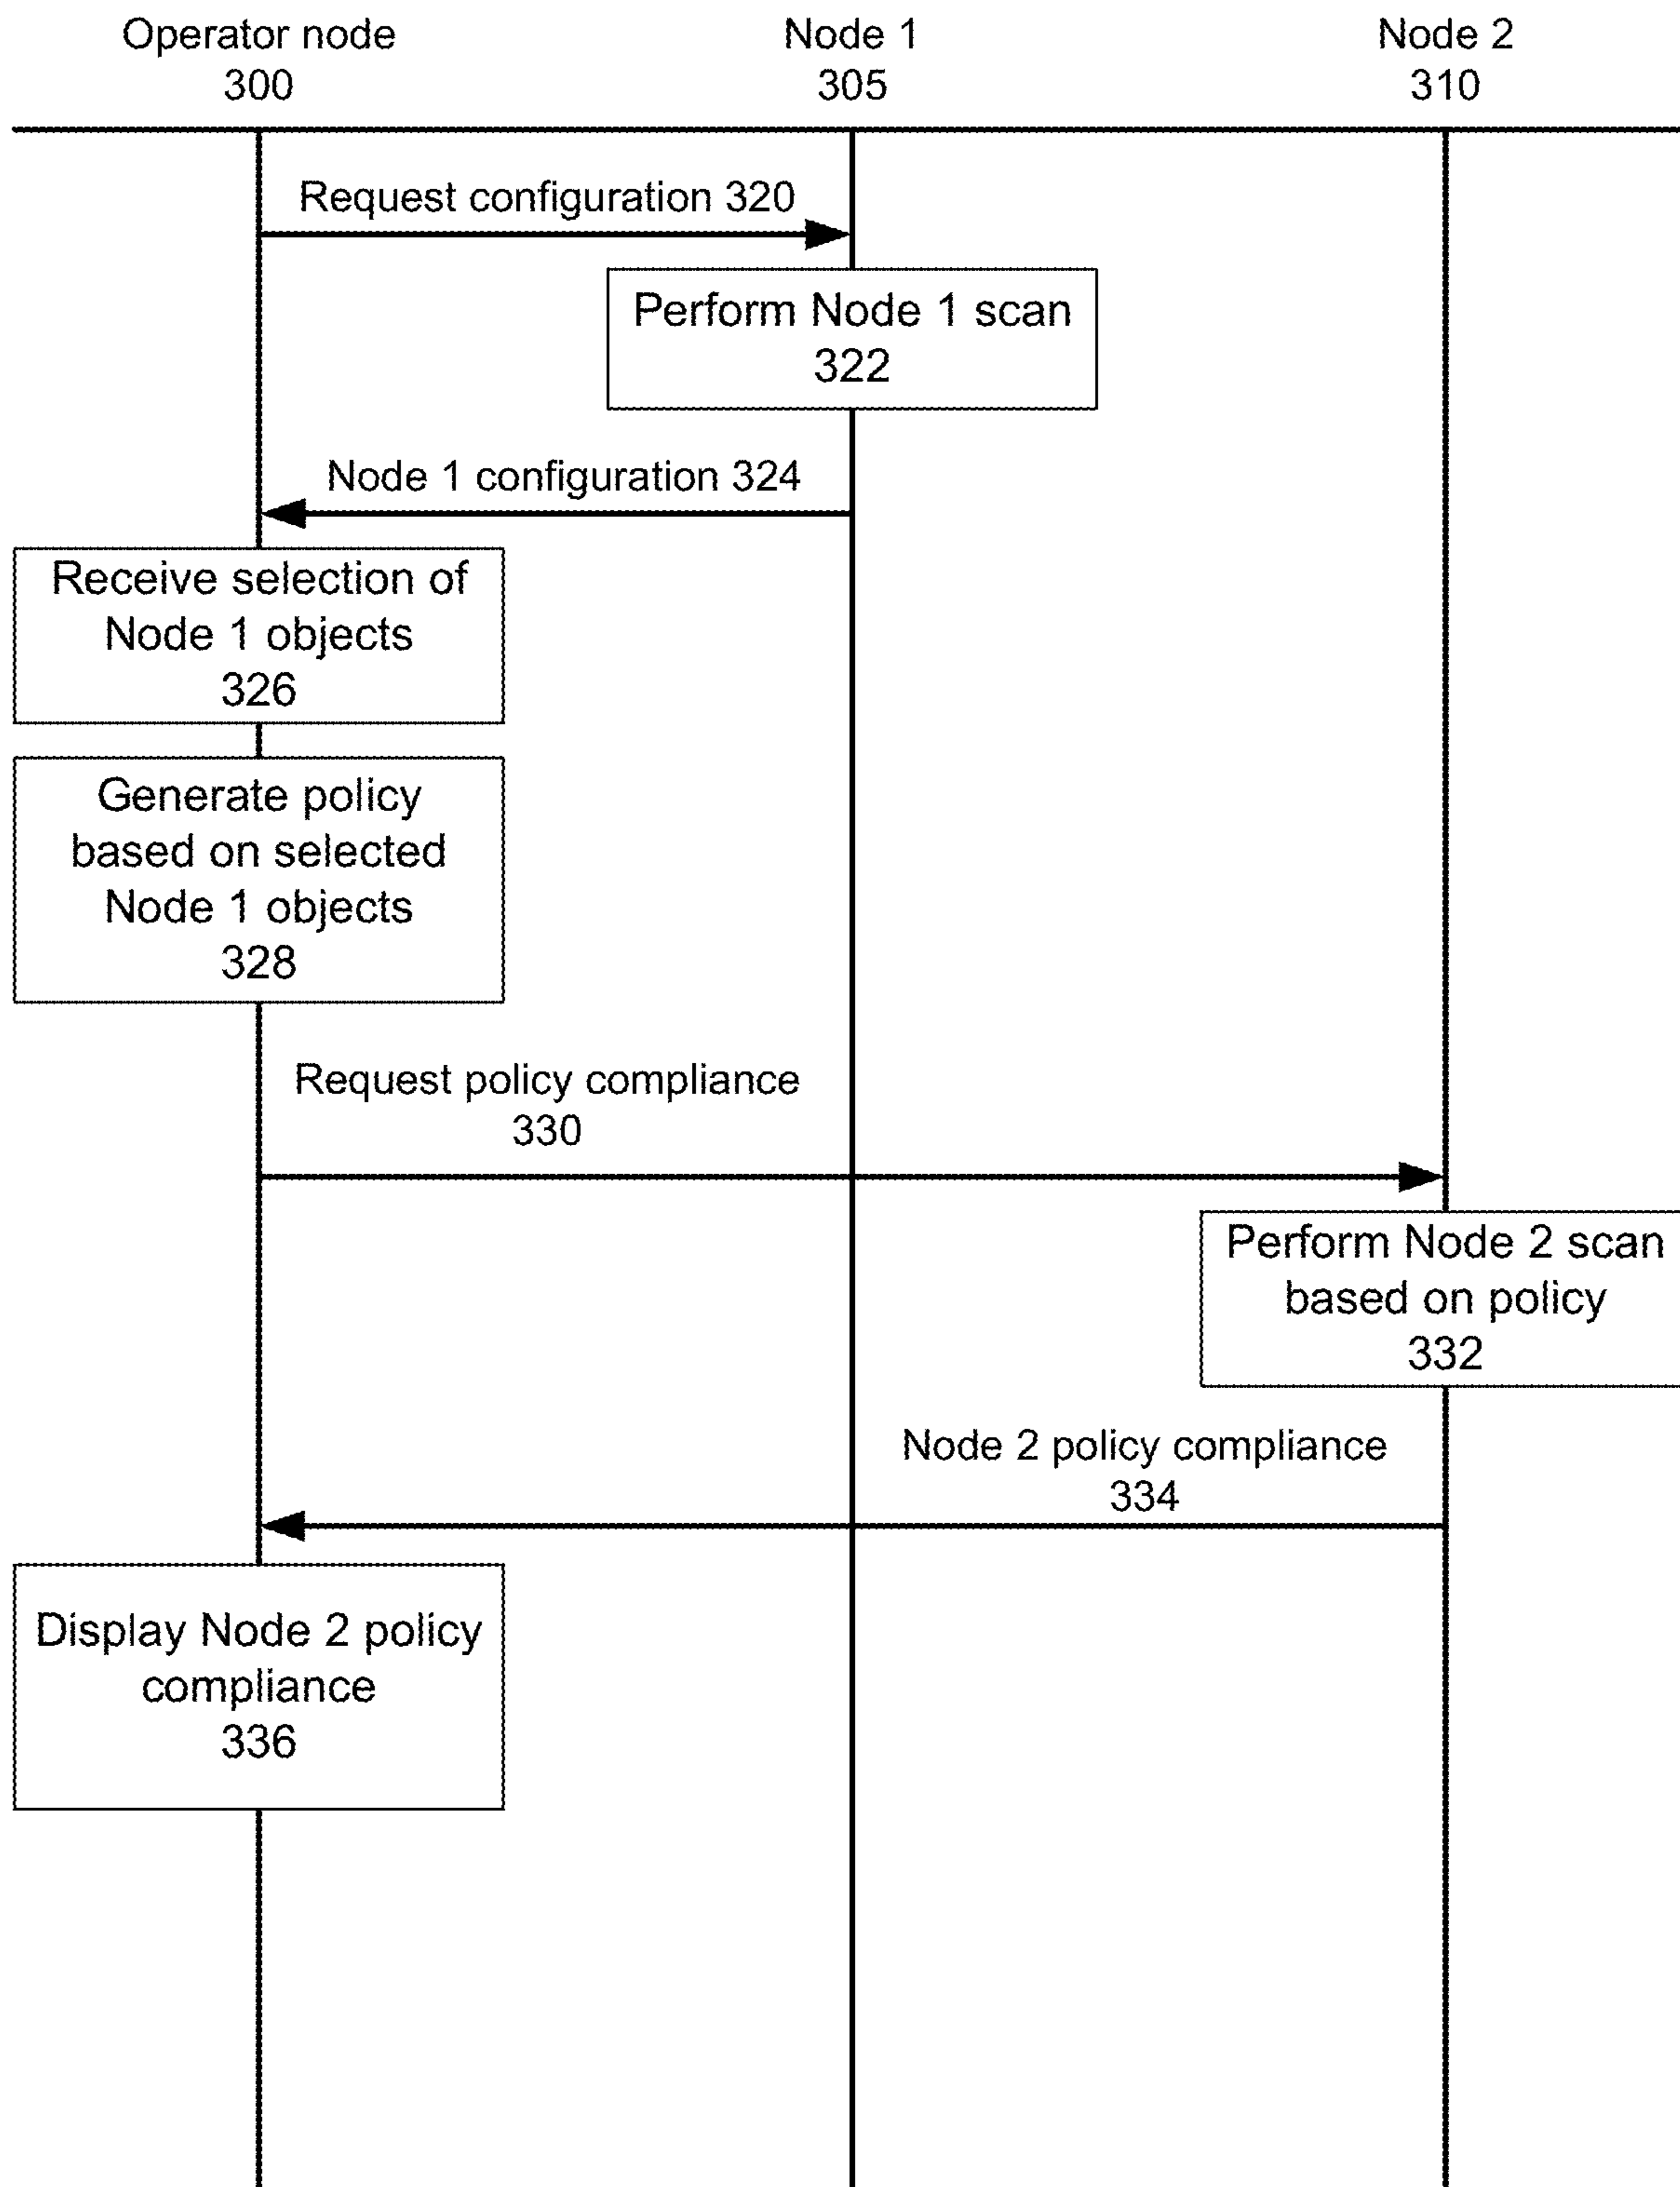 Operator node
300
Node 1
305
Node 2
310
Request configuration 320
Perform Node 1 scan
322
Node 1 configuration 324
Receive selection of
Node 1 objects
326
Generate policy
based on selected
Node 1 objects
328
Request policy compliance
330
Perform Node 2 scan
based on policy
332
Node 2 policy compliance
334
Display Node 2 policy
compliance
336